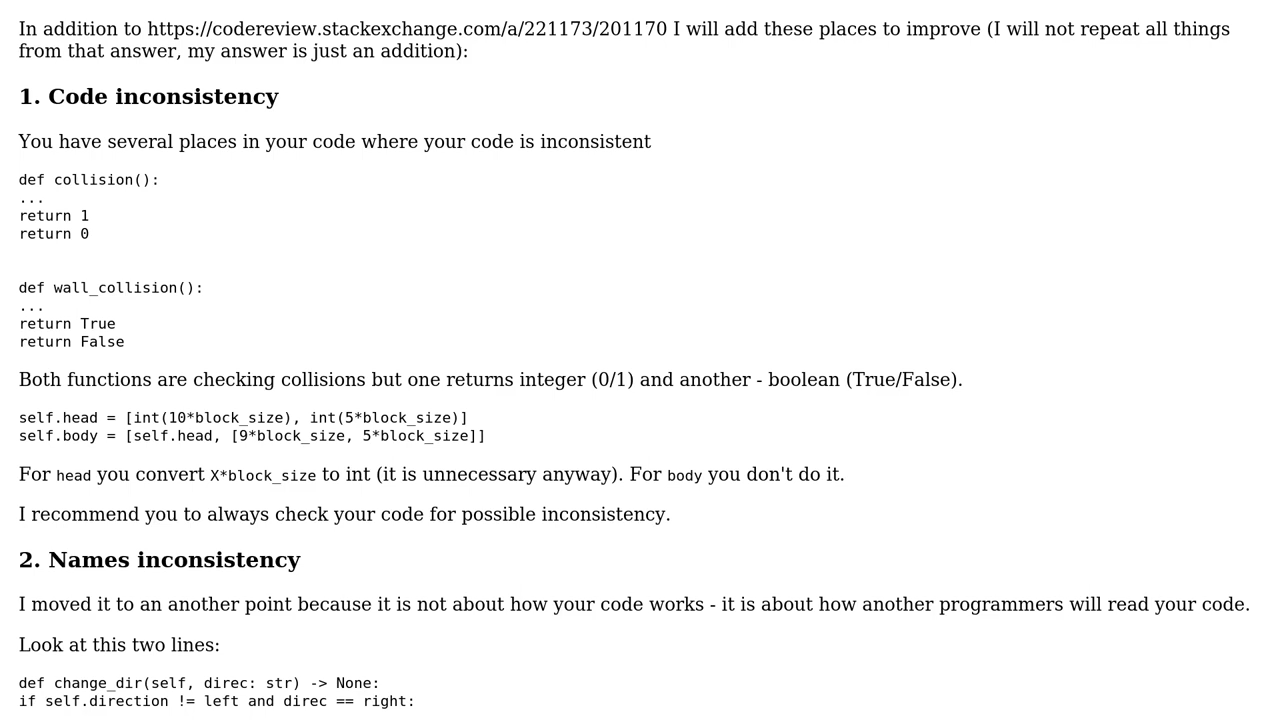 In addition to https://codereview.stackexchange.com/a/221173/201170 I will add these places to improve (I will not repeat all things
from that answer, my answer is just an addition):
1. Code inconsistency
You have several places in your code where your code is inconsistent
def collision():
...
return 1
return 0
def wall_collision():
...
return True
return False
Both functions are checking collisions but one returns integer (0/1) and another - boolean (True/False).
self.head = [int(10*block_size), int(5*block_size)]
self.body = [self.head, [9*block_size, 5*block_size]]
For head you convert X*block_size to int (it is unnecessary anyway). For body you don't do it.
I recommend you to always check your code for possible inconsistency.
2. Names inconsistency
I moved it to an another point because it is not about how your code works - it is about how another programmers will read your code.
Look at this two lines:
def change_dir(self, direc: str) -> None:
if self.direction != left and direc == right: